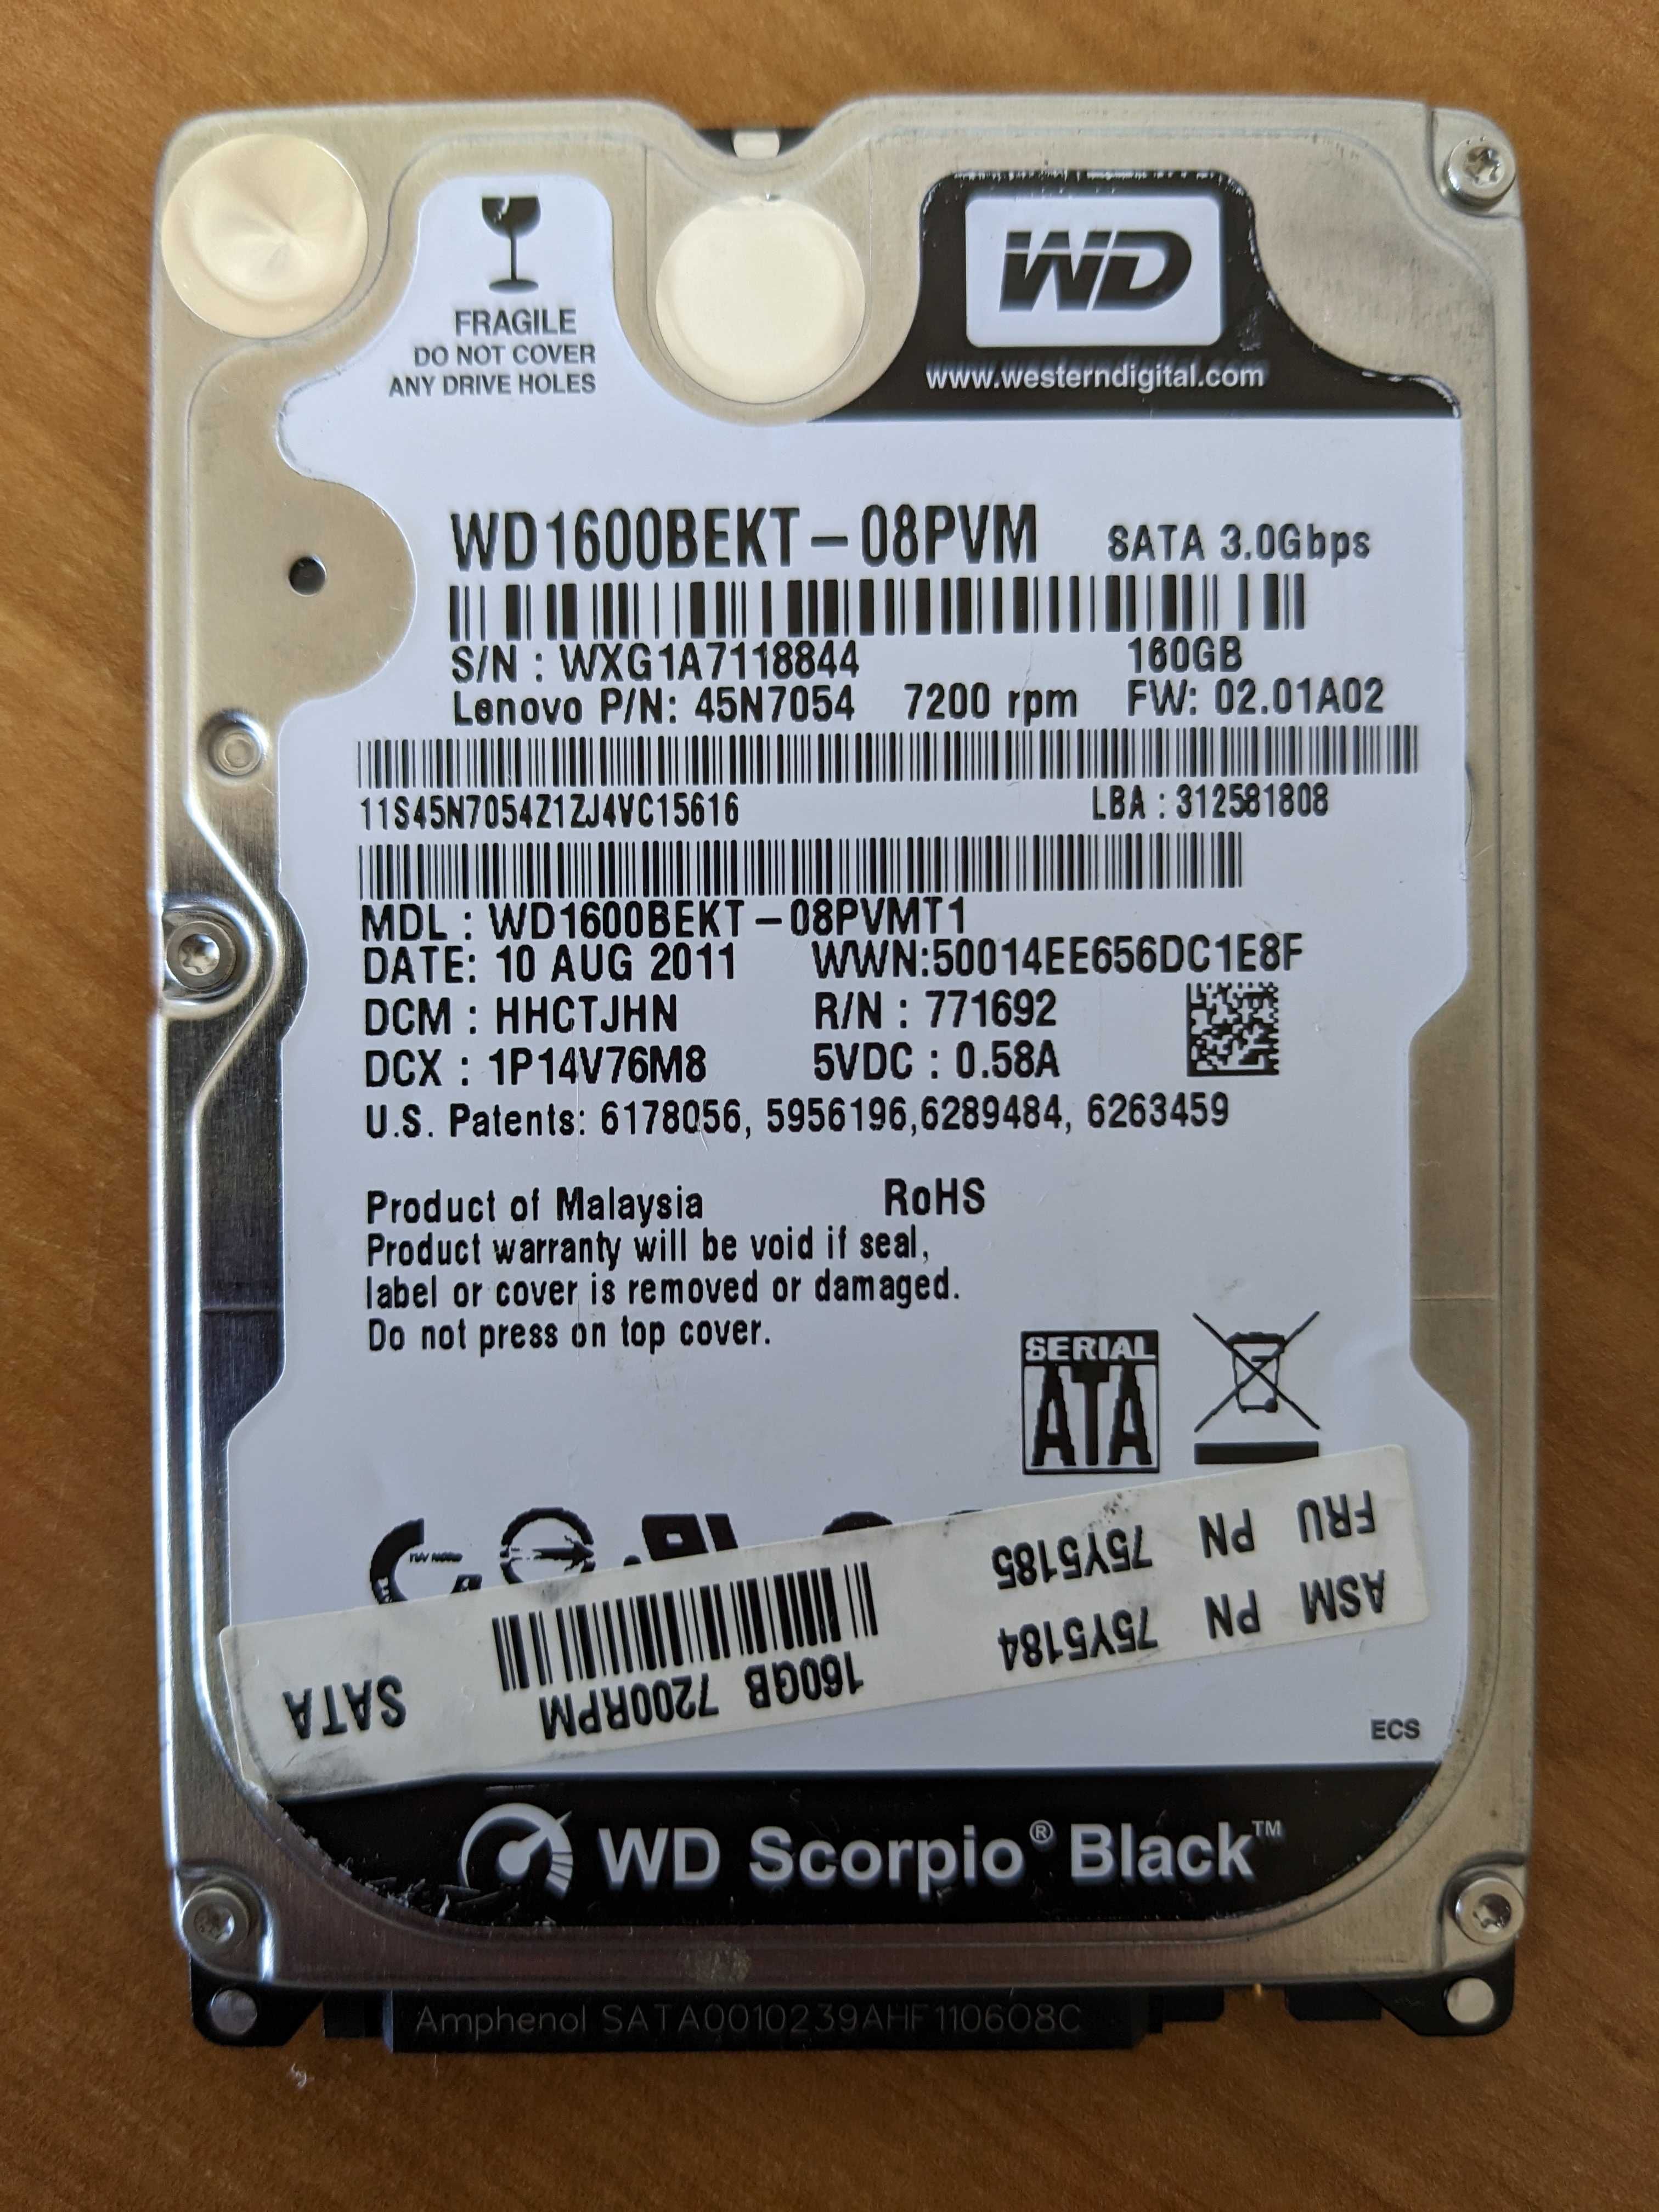 FRAGILE
DO NOT COVER
ANY DRIVE HOLES
WD
www.westerndigital.com
WD1600BEKT-08PVM SATA 3.0Gbps
S/N : WXG1A7118844 160GB
Lenovo P/N: 45N7054 7200 rpm FW: 02.01A02
11S45N7054Z1ZJ4VC15616 LBA : 312581808
MDL : WD1600BEKT-08PVMT1
DATE: 10 AUG 2011 WWN:50014EE656DC1E8F
DCM : HHCTJHN R/N : 771692
DCX : 1P14V76M8 5VDC : 0.58A
U.S. Patents: 6178056, 5956196,6289484, 6263459
Product of Malaysia RoHS
Product warranty will be void if seal,
label or cover is removed or damaged.
Do not press on top cover.
SERIAL
ATA
ASM PN 75Y5184 160GB 7200RPM SATA
FRU PN 75Y5185
ECS
WD Scorpio® Black™
Amphenol SATA0010239AHF110608C